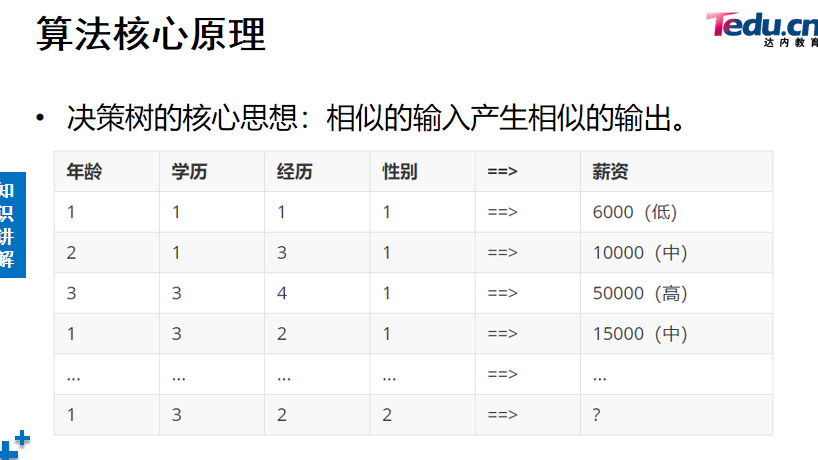 算法核心原理
Tedu.cn
达内教育
• 决策树的核心思想：相似的输入产生相似的输出。
知识讲解
年龄 学历 经历 性别 ==> 薪资
1 1 1 1 ==> 6000（低）
2 1 3 1 ==> 10000（中）
3 3 4 1 ==> 50000（高）
1 3 2 1 ==> 15000（中）
... ... ... ... ==> ...
1 3 2 2 ==> ?